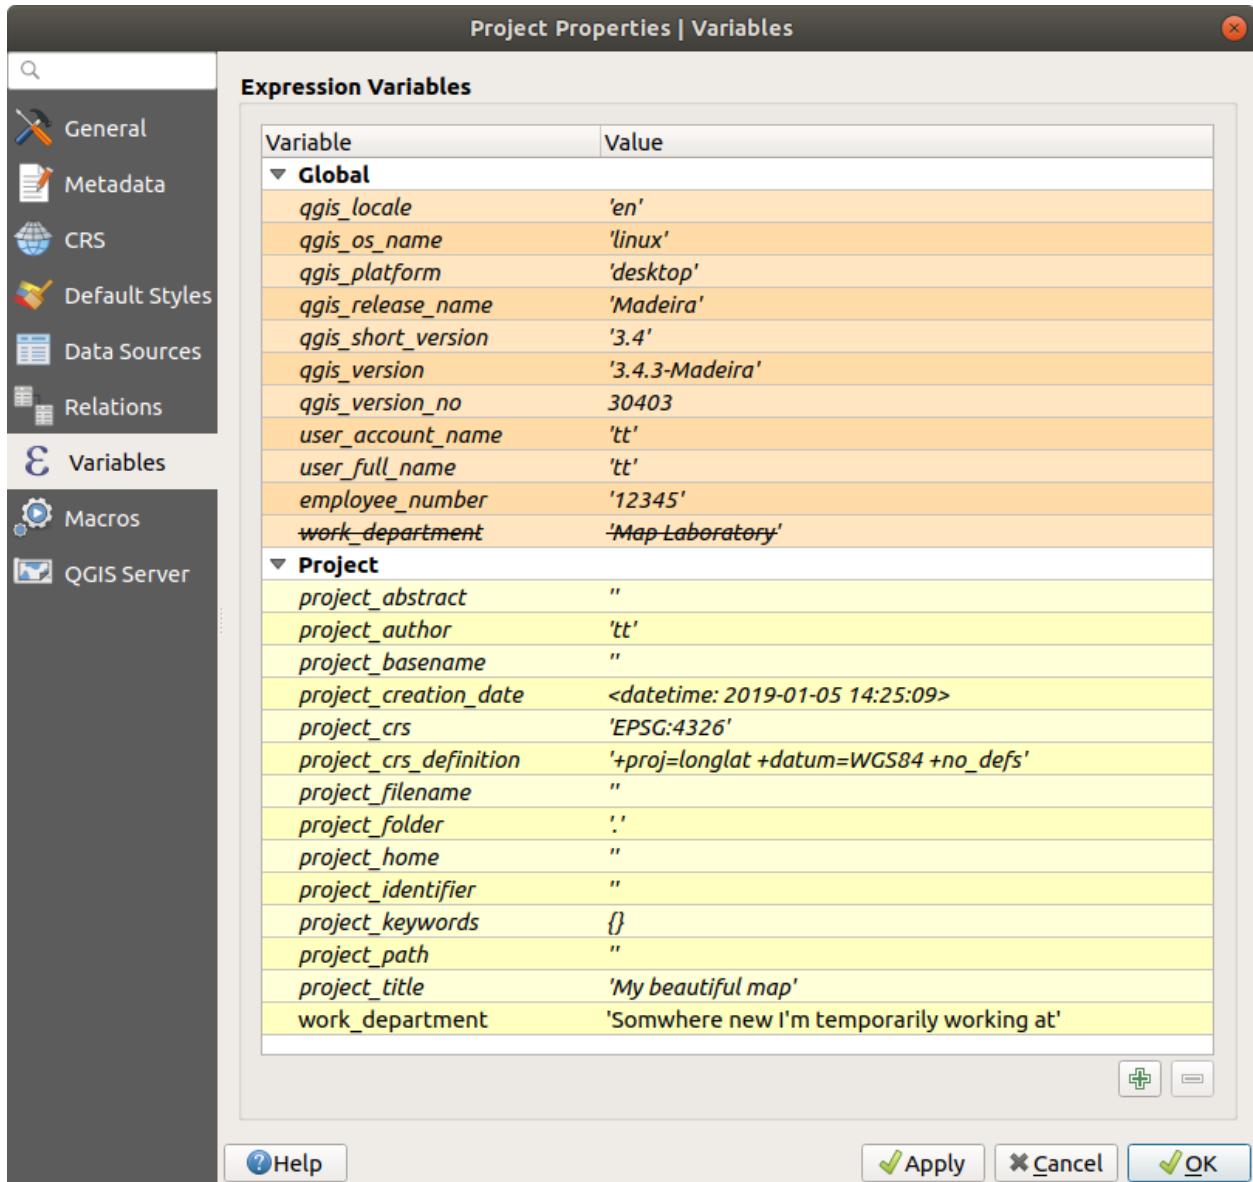 Project Properties | Variables
General
Metadata
CRS
Default Styles
Data Sources
Relations
Variables
Macros
QGIS Server
Expression Variables
Variable Value
Global
qgis_locale 'en'
qgis_os_name 'linux'
qgis_platform 'desktop'
qgis_release_name 'Madeira'
qgis_short_version '3.4'
qgis_version '3.4.3-Madeira'
qgis_version_no 30403
user_account_name 'tt'
user_full_name 'tt'
employee_number '12345'
work_department 'Map Laboratory'
Project
project_abstract ''
project_author 'tt'
project_basename ''
project_creation_date <datetime: 2019-01-05 14:25:09>
project_crs 'EPSG:4326'
project_crs_definition '+proj=longlat +datum=WGS84 +no_defs'
project_filename ''
project_folder '.'
project_home ''
project_identifier ''
project_keywords {}
project_path ''
project_title 'My beautiful map'
work_department 'Somwhere new I'm temporarily working at'
Help Apply Cancel OK